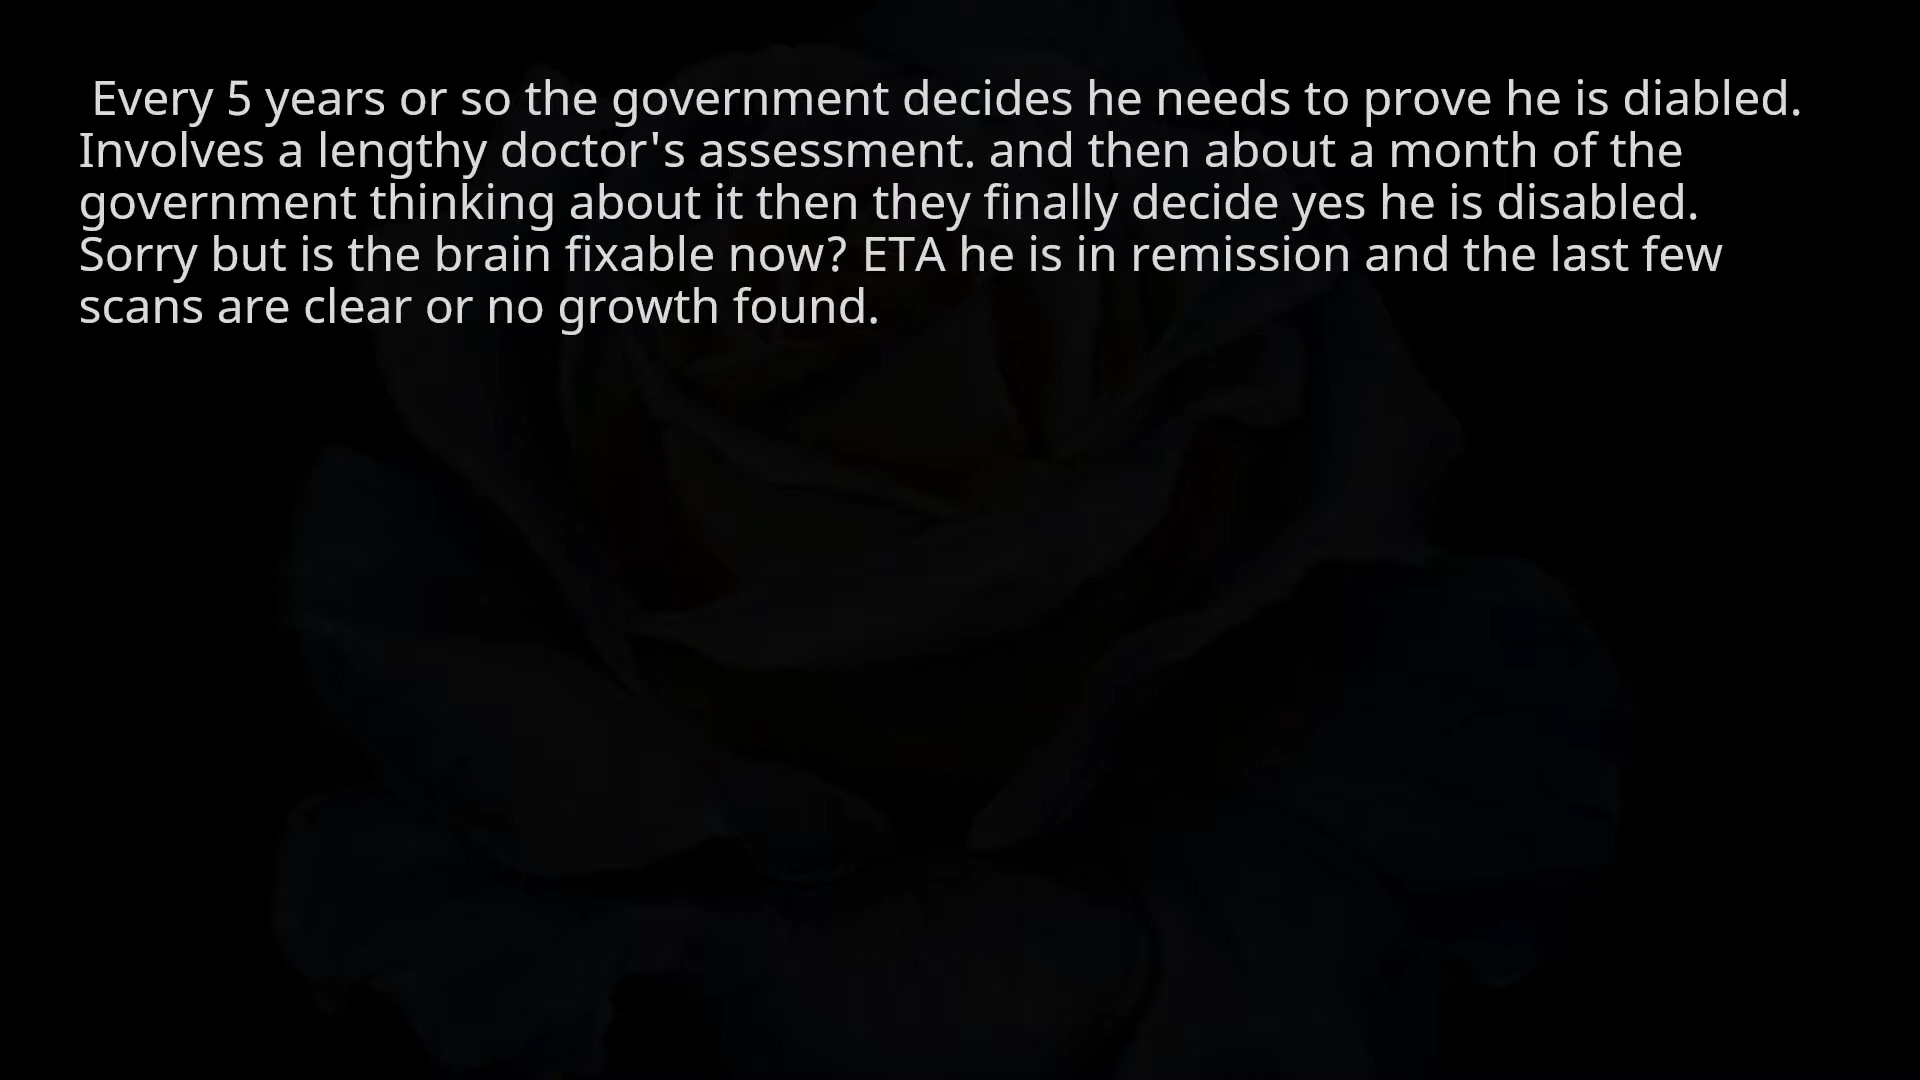 Every 5 years or so the government decides he needs to prove he is diabled.
Involves a lengthy doctor's assessment. and then about a month of the
government thinking about it then they finally decide yes he is disabled.
Sorry but is the brain fixable now? ETA he is in remission and the last few
scans are clear or no growth found.